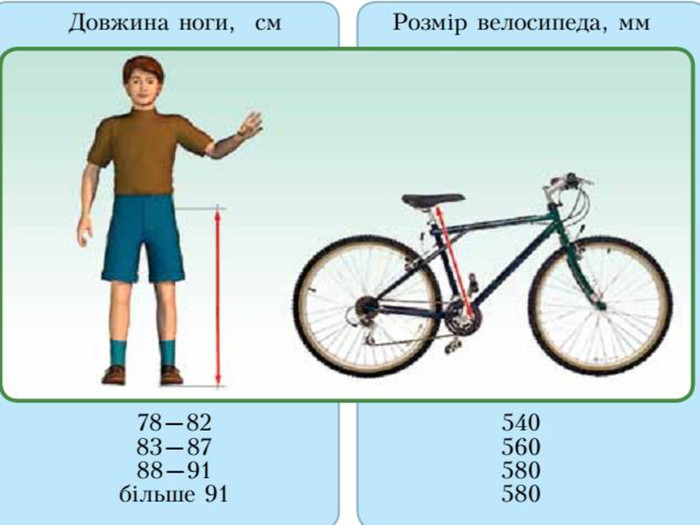 Довжина ноги, см
Розмір велосипеда, мм
78—82 540
83—87 560
88—91 580
більше 91 580